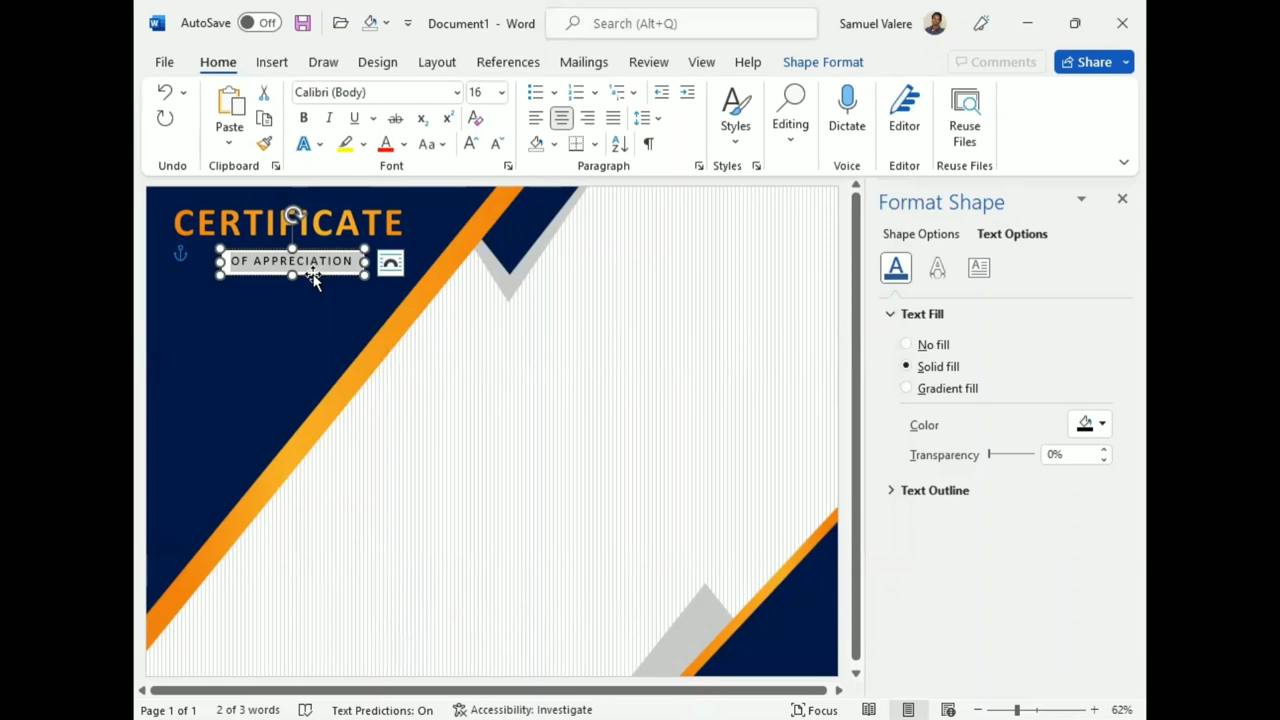 AutoSave Off Document1 - Word Search (Alt+Q) Samuel Valere
File Home Insert Draw Design Layout References Mailings Review View Help Shape Format Comments Share
Calibri (Body) 16
Paste
Styles
Editing
Dictate
Editor
Reuse Files
Undo Clipboard Font Paragraph Styles Voice Editor Reuse Files
CERTIFICATE
OF APPRECIATION
Format Shape
Shape Options Text Options
Text Fill
No fill
Solid fill
Gradient fill
Color
Transparency 0%
Text Outline
Page 1 of 1 2 of 3 words Text Predictions: On Accessibility: Investigate Focus 62%